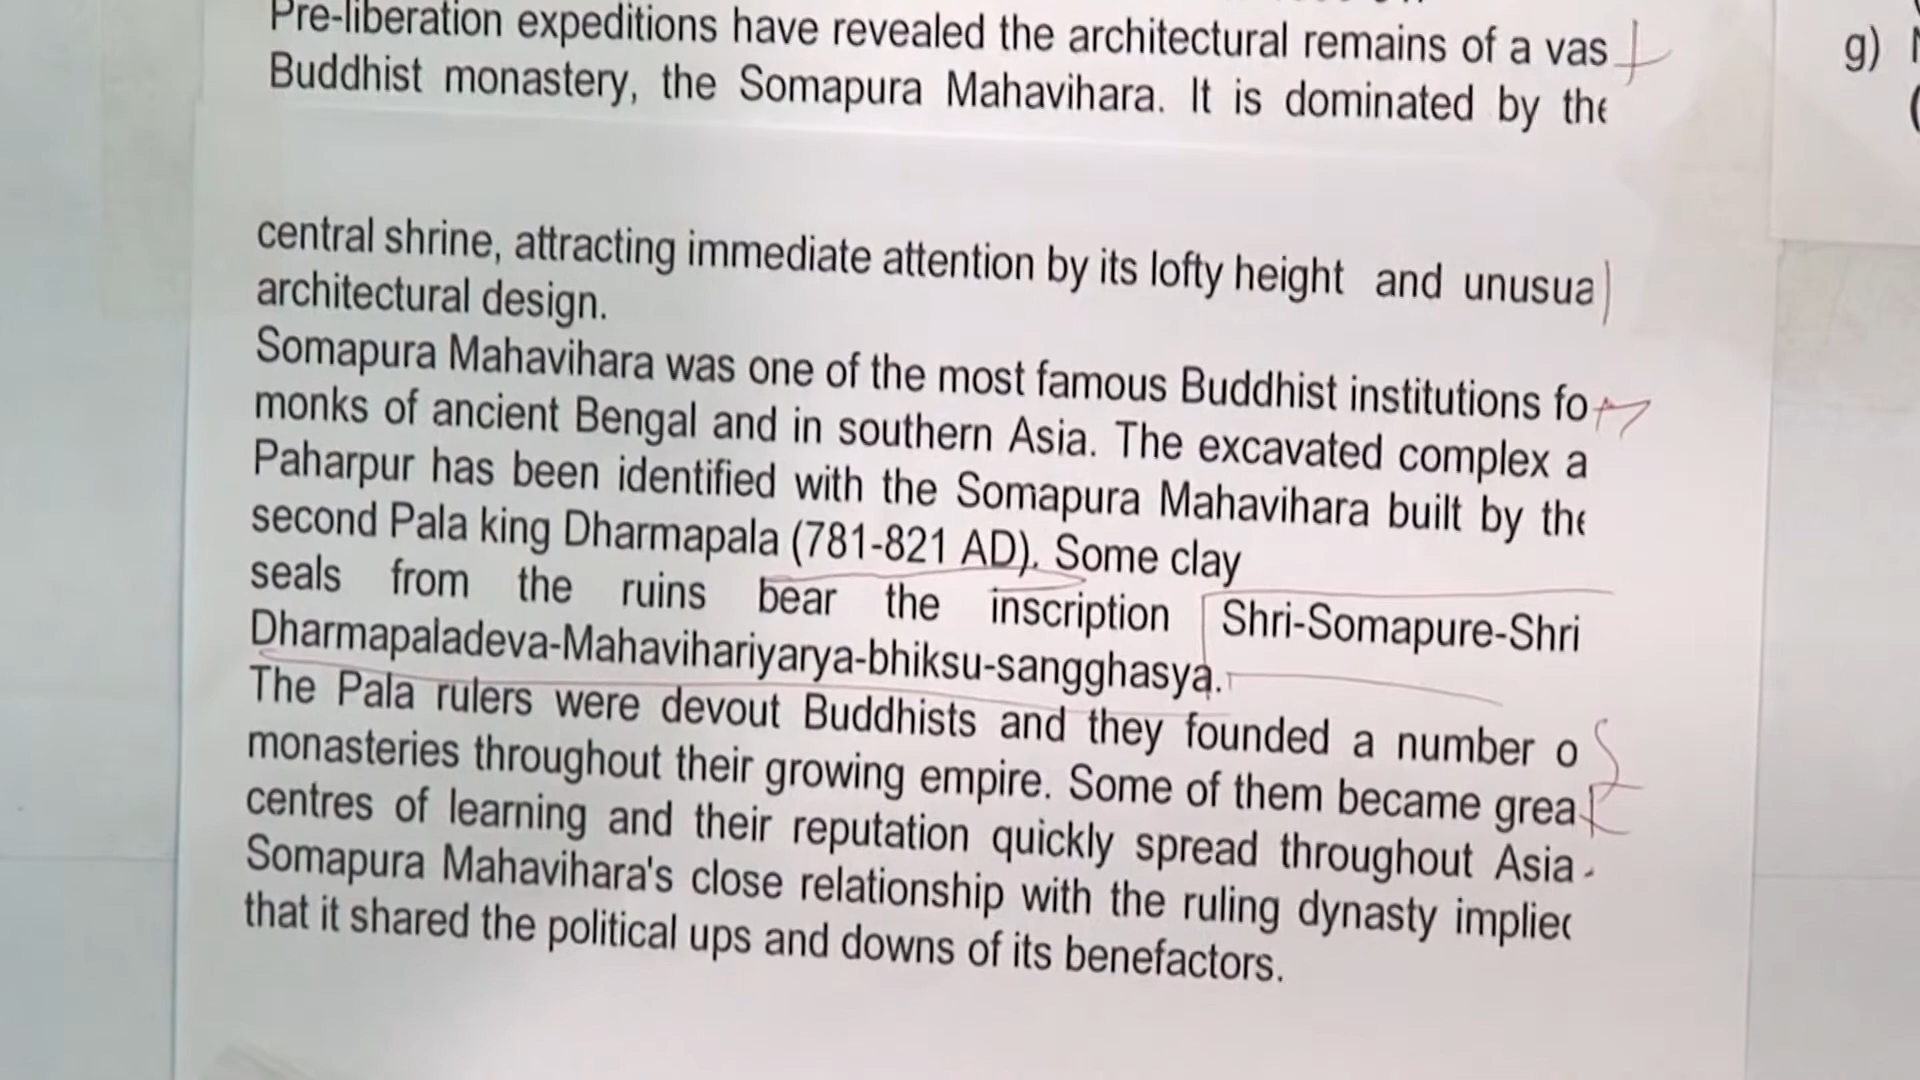 Pre-liberation expeditions have revealed the architectural remains of a vast
Buddhist monastery, the Somapura Mahavihara. It is dominated by the
central shrine, attracting immediate attention by its lofty height and unusual
architectural design.
Somapura Mahavihara was one of the most famous Buddhist institutions for
monks of ancient Bengal and in southern Asia. The excavated complex a
Paharpur has been identified with the Somapura Mahavihara built by the
second Pala king Dharmapala (781-821 AD). Some clay
seals from the ruins bear the inscription Shri-Somapure-Shri
Dharmapaladeva-Mahavihariyarya-bhiksu-sangghasya.
The Pala rulers were devout Buddhists and they founded a number of
monasteries throughout their growing empire. Some of them became great
centres of learning and their reputation quickly spread throughout Asia.
Somapura Mahavihara's close relationship with the ruling dynasty implied
that it shared the political ups and downs of its benefactors.
g)